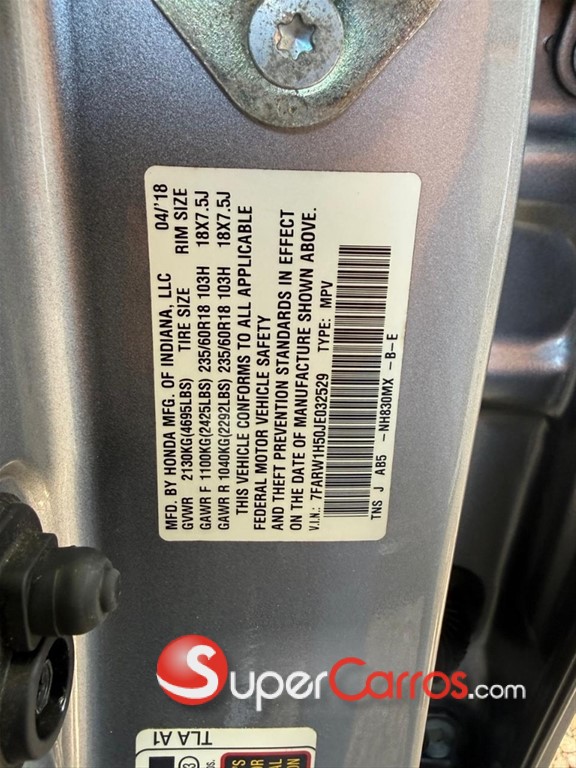 MFD. BY HONDA MFG. OF INDIANA, LLC 04/'18
GVWR 2130KG(4695LBS) TIRE SIZE RIM SIZE
GAWR F 1100KG(2425LBS) 235/60R18 103H 18X7.5J
GAWR R 1040KG(2292LBS) 235/60R18 103H 18X7.5J
THIS VEHICLE CONFORMS TO ALL APPLICABLE
FEDERAL MOTOR VEHICLE SAFETY
AND THEFT PREVENTION STANDARDS IN EFFECT
ON THE DATE OF MANUFACTURE SHOWN ABOVE.
V.I.N.: 7FARW1H50JE032529 TYPE: MPV
TNS J AB5 -NH830MX -B-E
SuperCarros.com
TLA A1